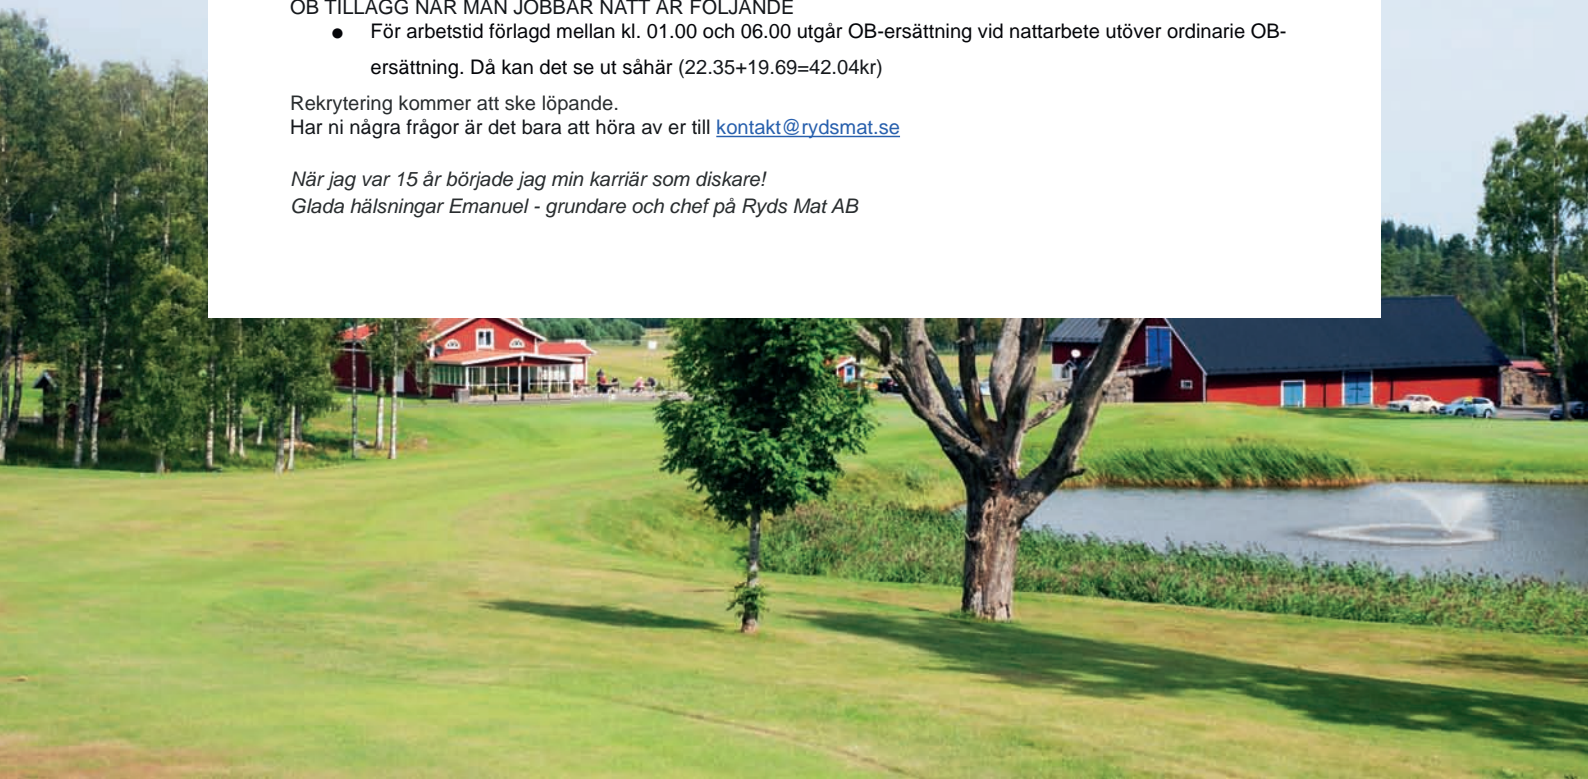 OB TILLÄGG NÄR MAN JOBBAR NATT ÄR FÖLJANDE
● För arbetstid förlagd mellan kl. 01.00 och 06.00 utgår OB-ersättning vid nattarbete utöver ordinarie OB-
ersättning. Då kan det se ut såhär (22.35+19.69=42.04kr)
Rekrytering kommer att ske löpande.
Har ni några frågor är det bara att höra av er till kontakt@rydsmat.se
När jag var 15 år började jag min karriär som diskare!
Glada hälsningar Emanuel - grundare och chef på Ryds Mat AB